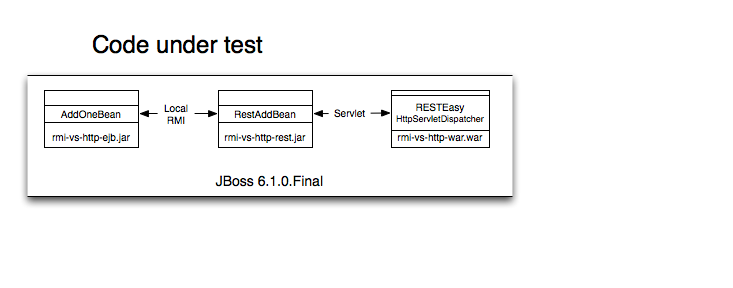 Code under test
AddOneBean
rmi-vs-http-ejb.jar
Local
RMI
RestAddBean
rmi-vs-http-rest.jar
Servlet
RESTEasy
HttpServletDispatcher
rmi-vs-http-war.war
JBoss 6.1.0.Final